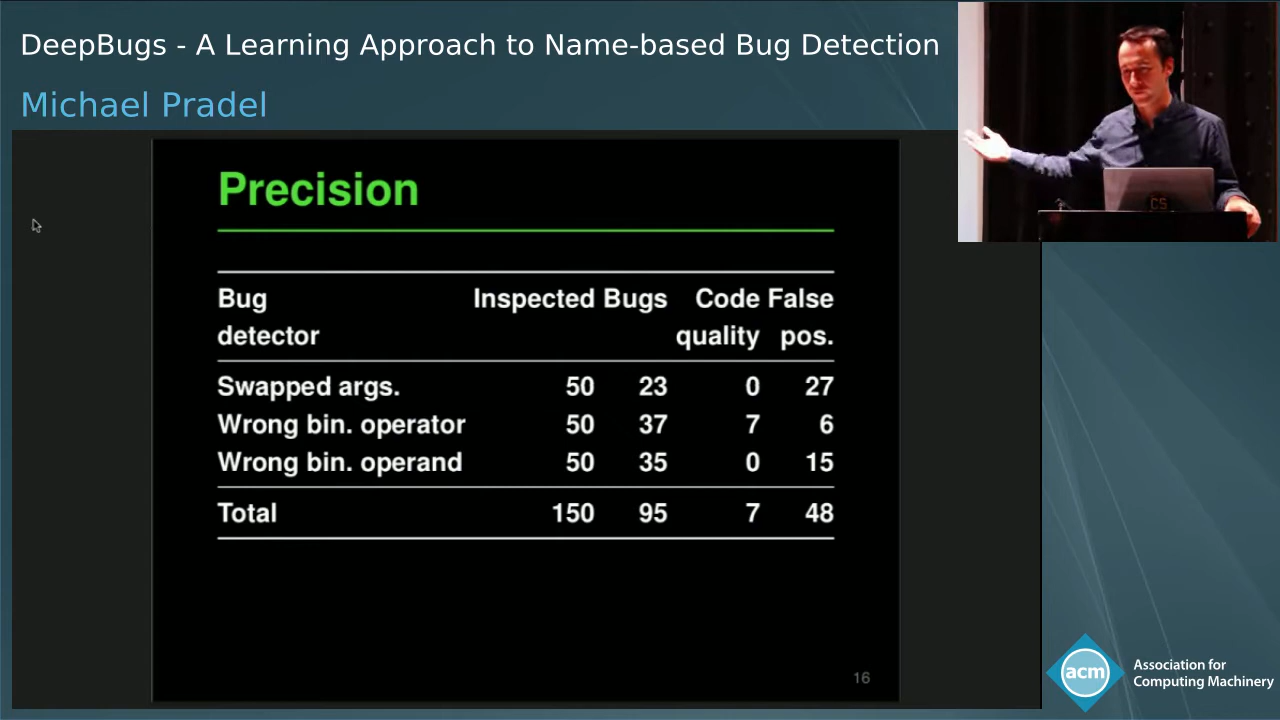 DeepBugs - A Learning Approach to Name-based Bug Detection
Michael Pradel
Precision
Bug Inspected Bugs Code False
detector quality pos.
Swapped args. 50 23 0 27
Wrong bin. operator 50 37 7 6
Wrong bin. operand 50 35 0 15
Total 150 95 7 48
16
CS
acm
Association for
Computing Machinery